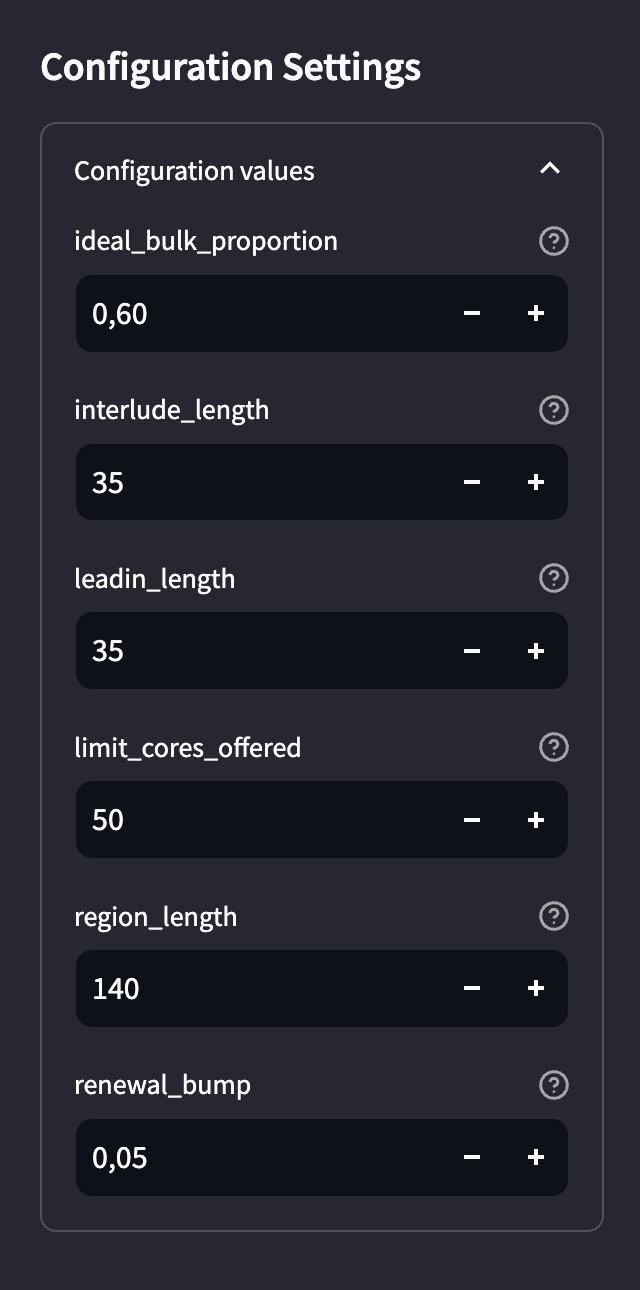 Configuration Settings
Configuration values
ideal_bulk_proportion
0,60
interlude_length
35
leadin_length
35
limit_cores_offered
50
region_length
140
renewal_bump
0,05